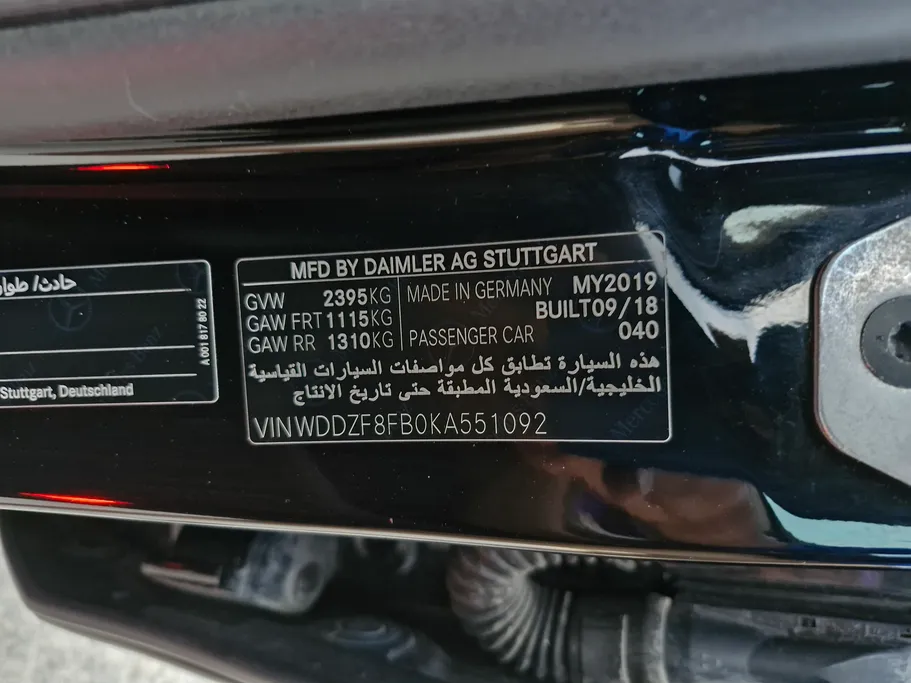 حادث/ طوار
A 001 817 80 22
Stuttgart, Deutschland
MFD BY DAIMLER AG STUTTGART
GVW 2395KG
GAW FRT 1115KG
GAW RR 1310KG
MADE IN GERMANY MY2019
BUILT09/18
PASSENGER CAR 040
هذه السيارة تطابق كل مواصفات السيارات القياسية
الخليجية/السعودية المطبقة حتى تاريخ الانتاج
VIN WDDZF8FB0KA551092